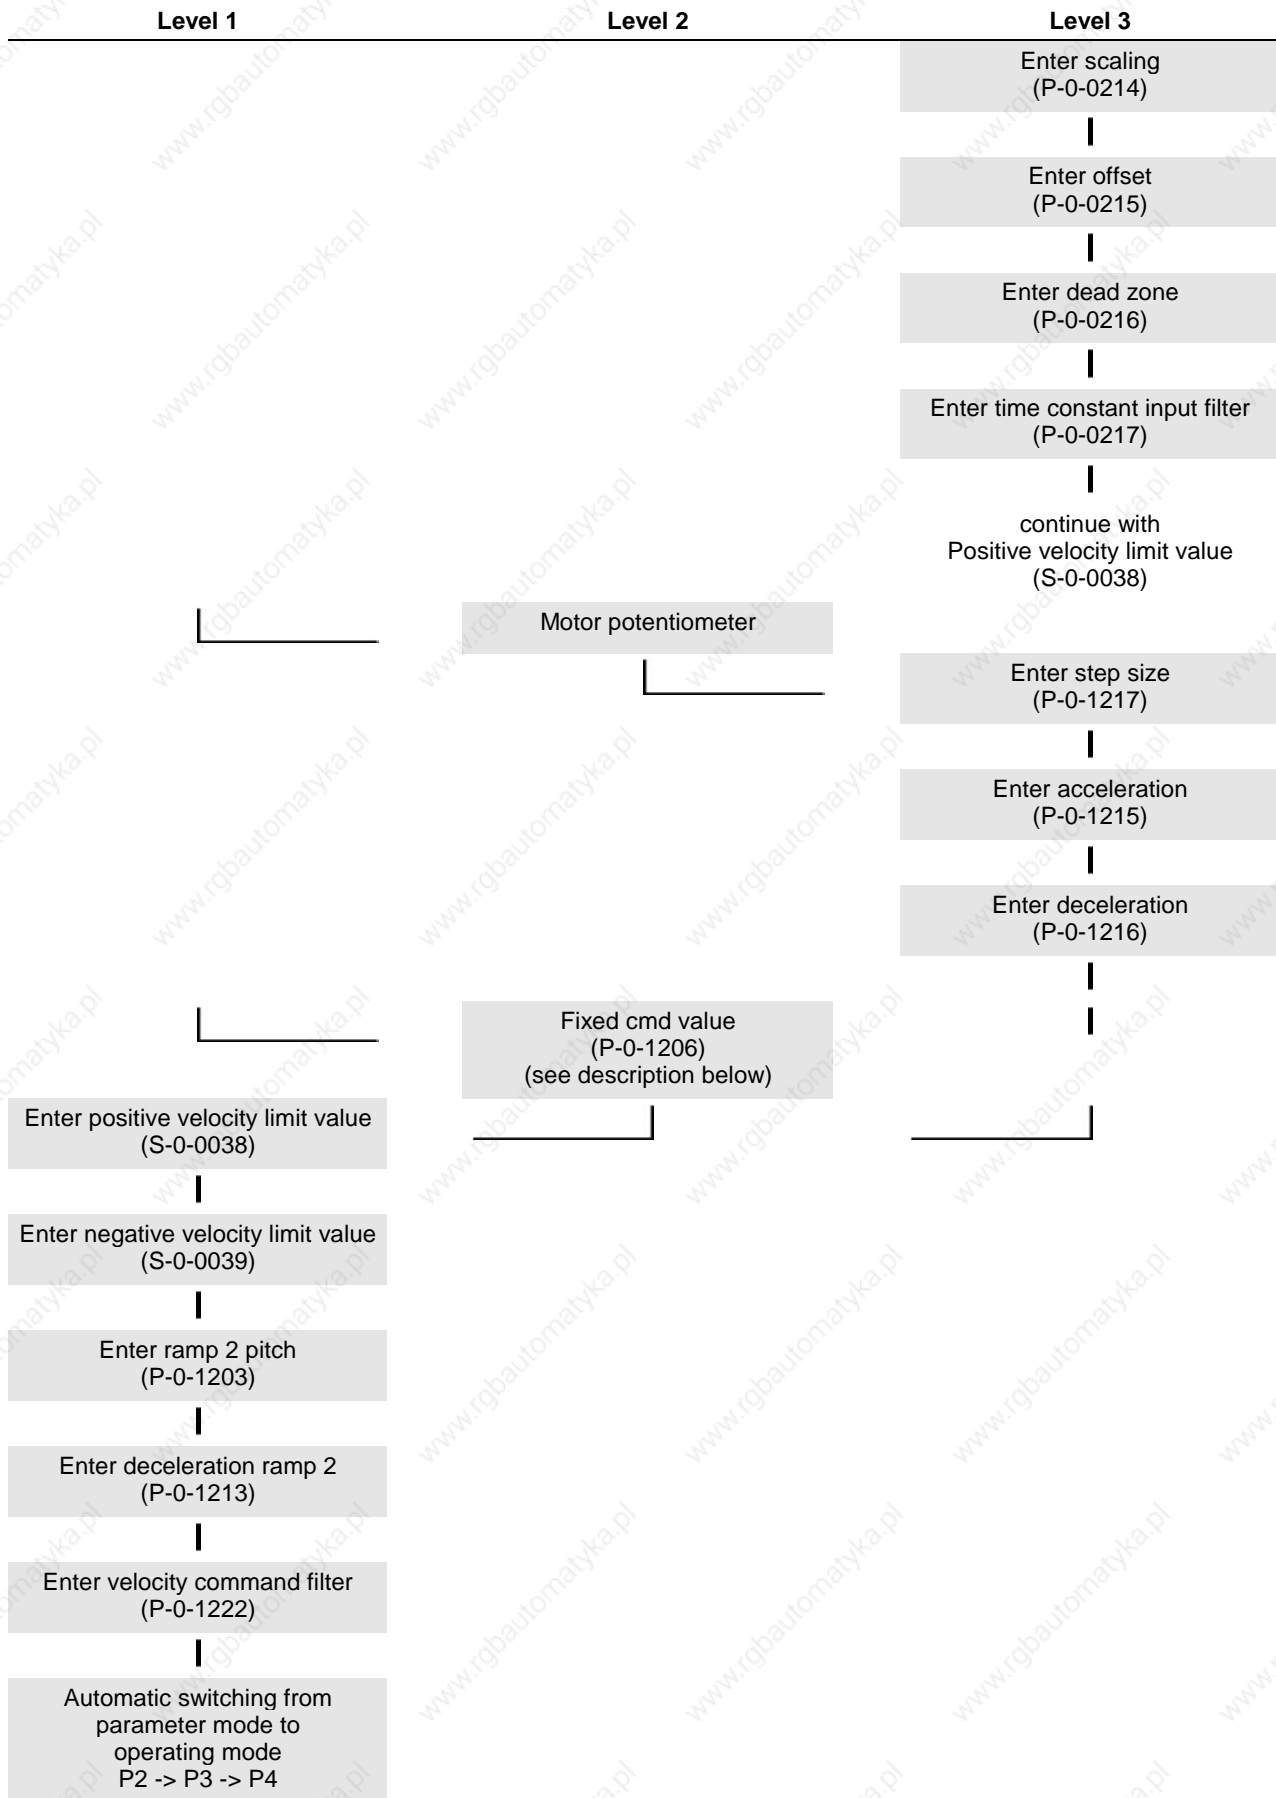 Level 1 Level 2 Level 3
Enter scaling
(P-0-0214)
Enter offset
(P-0-0215)
Enter dead zone
(P-0-0216)
Enter time constant input filter
(P-0-0217)
continue with
Positive velocity limit value
(S-0-0038)
Motor potentiometer
Enter step size
(P-0-1217)
Enter acceleration
(P-0-1215)
Enter deceleration
(P-0-1216)
Fixed cmd value
(P-0-1206)
(see description below)
Enter positive velocity limit value
(S-0-0038)
Enter negative velocity limit value
(S-0-0039)
Enter ramp 2 pitch
(P-0-1203)
Enter deceleration ramp 2
(P-0-1213)
Enter velocity command filter
(P-0-1222)
Automatic switching from
parameter mode to
operating mode
P2 -> P3 -> P4
www.rgbautomatyka.pl